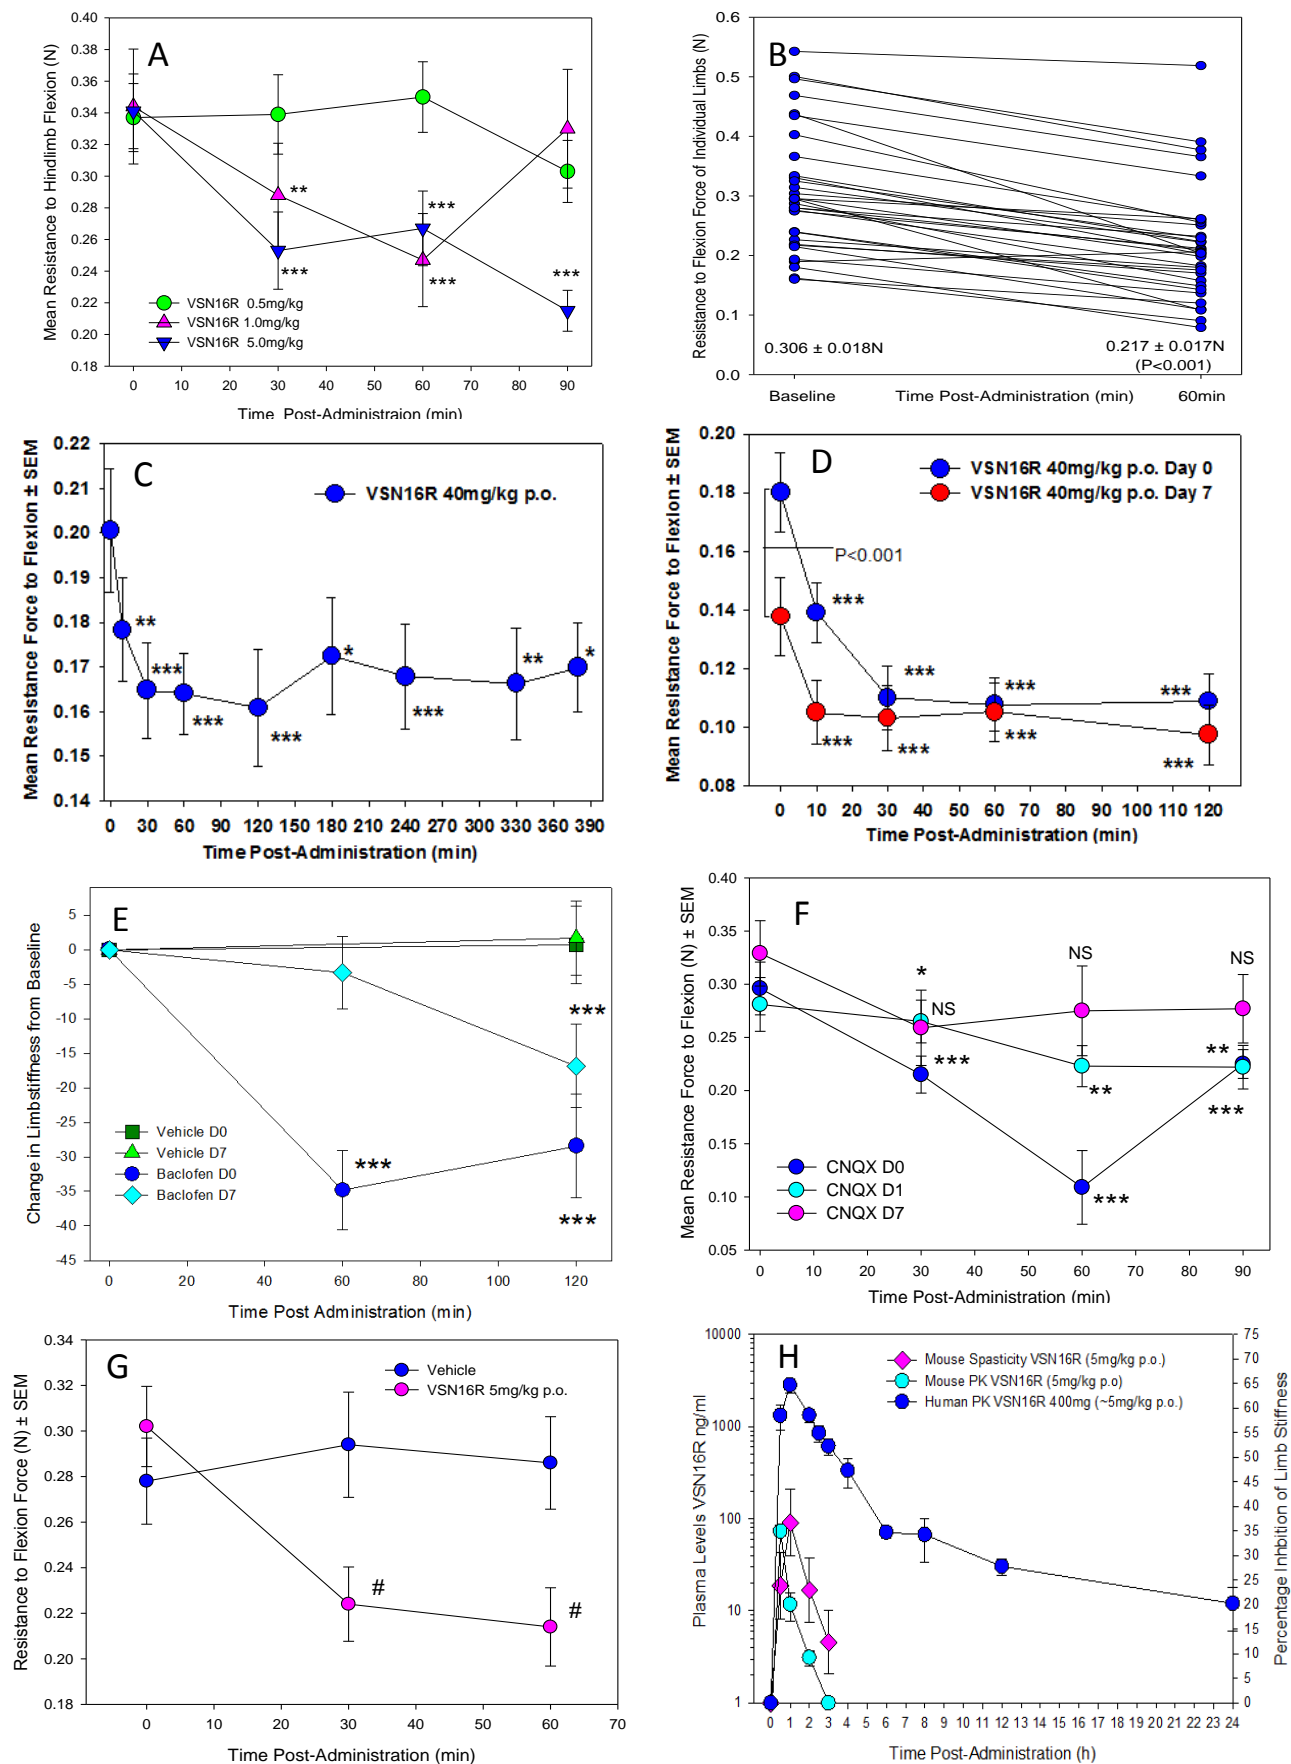 A
Mean Resistance to Hindlimb Flexion (N)
0.40
0.38
0.36
0.34
0.32
0.30
0.28
0.26
0.24
0.22
0.20
0.18
**
***
***
***
***
VSN16R 0.5mg/kg
VSN16R 1.0mg/kg
VSN16R 5.0mg/kg
0 10 20 30 40 50 60 70 80 90
Time Post-Administraion (min)
B
Resistance to Flexion Force of Individual Limbs (N)
0.6
0.5
0.4
0.3
0.2
0.1
0.0
0.306 ± 0.018N
0.217 ± 0.017N
(P<0.001)
Baseline Time Post-Administration (min) 60min
C
Mean Resistance Force to Flexion ± SEM
0.22
0.21
0.20
0.19
0.18
0.17
0.16
0.15
0.14
VSN16R 40mg/kg p.o.
**
***
***
***
*
***
**
*
0 30 60 90 120 150 180 210 240 270 300 330 360 390
Time Post-Administration (min)
D
Mean Resistance Force to Flexion ± SEM
0.20
0.18
0.16
0.14
0.12
0.10
0.08
VSN16R 40mg/kg p.o. Day 0
VSN16R 40mg/kg p.o. Day 7
P<0.001
***
***
***
***
***
***
***
***
0 10 20 30 40 50 60 70 80 90 100 110 120
Time Post-Administration (min)
E
Change in Limbstiffness from Baseline
5
0
-5
-10
-15
-20
-25
-30
-35
-40
-45
***
***
***
Vehicle D0
Vehicle D7
Baclofen D0
Baclofen D7
0 20 40 60 80 100 120
Time Post Administration (min)
F
Mean Resistance Force to Flexion (N) ± SEM
0.40
0.35
0.30
0.25
0.20
0.15
0.10
0.05
*
NS
***
NS
**
***
NS
**
***
CNQX D0
CNQX D1
CNQX D7
0 10 20 30 40 50 60 70 80 90
Time Post-Administration (min)
G
Resistance to Flexion Force (N) ± SEM
0.34
0.32
0.30
0.28
0.26
0.24
0.22
0.20
0.18
Vehicle
VSN16R 5mg/kg p.o.
#
#
0 10 20 30 40 50 60 70
Time Post-Administration (min)
H
Plasma Levels VSN16R ng/ml
10000
1000
100
10
1
Mouse Spasticity VSN16R (5mg/kg p.o.)
Mouse PK VSN16R (5mg/kg p.o)
Human PK VSN16R 400mg (~5mg/kg p.o.)
75
70
65
60
55
50
45
40
35
30
25
20
15
10
5
0
Percentage Inhbition of Limb Stiffness
0 1 2 3 4 5 6 7 8 10 11 12 13 14 15 16 17 18 19 20 21 22 23 24
Time Post-Administration (h)